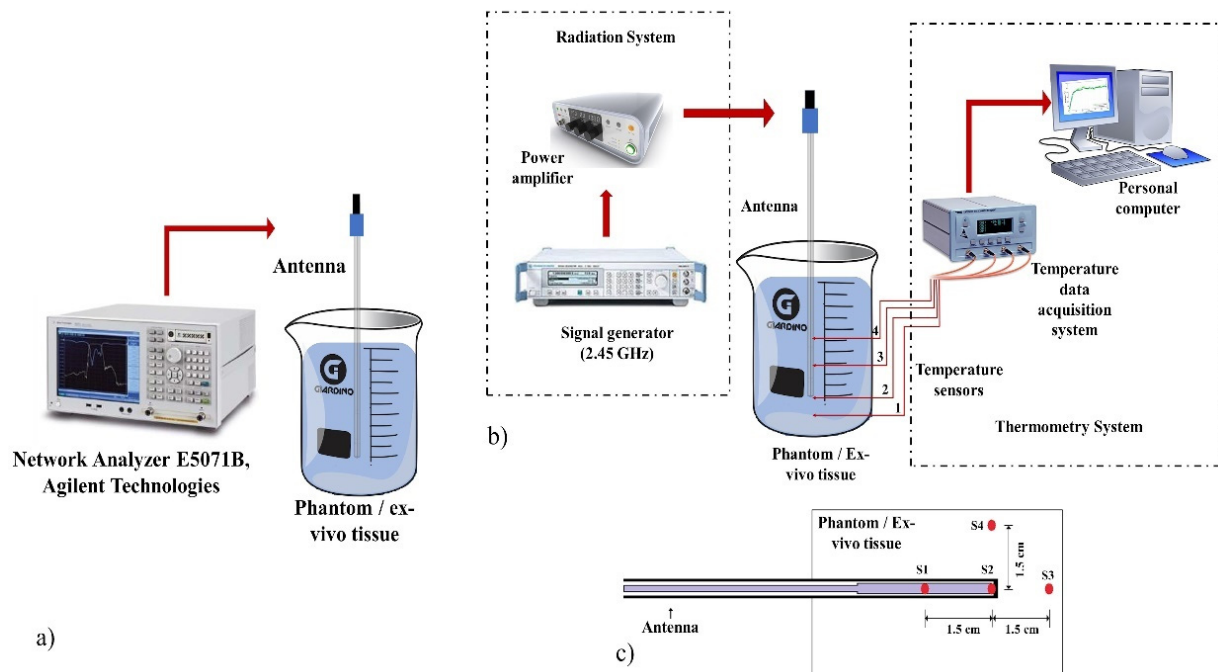 Network Analyzer E5071B,
Agilent Technologies
Antenna
GIARDINO
Phantom / ex-
vivo tissue
a)
Radiation System
Power
amplifier
Signal generator
(2.45 GHz)
b)
Antenna
GIARDINO
4
3
2
1
Phantom / Ex-
vivo tissue
Personal
computer
Temperature
data
acquisition
system
Temperature
sensors
Thermometry System
Phantom / Ex-
vivo tissue
S4
1.5 cm
S1
S2
S3
1.5 cm
1.5 cm
Antenna
c)